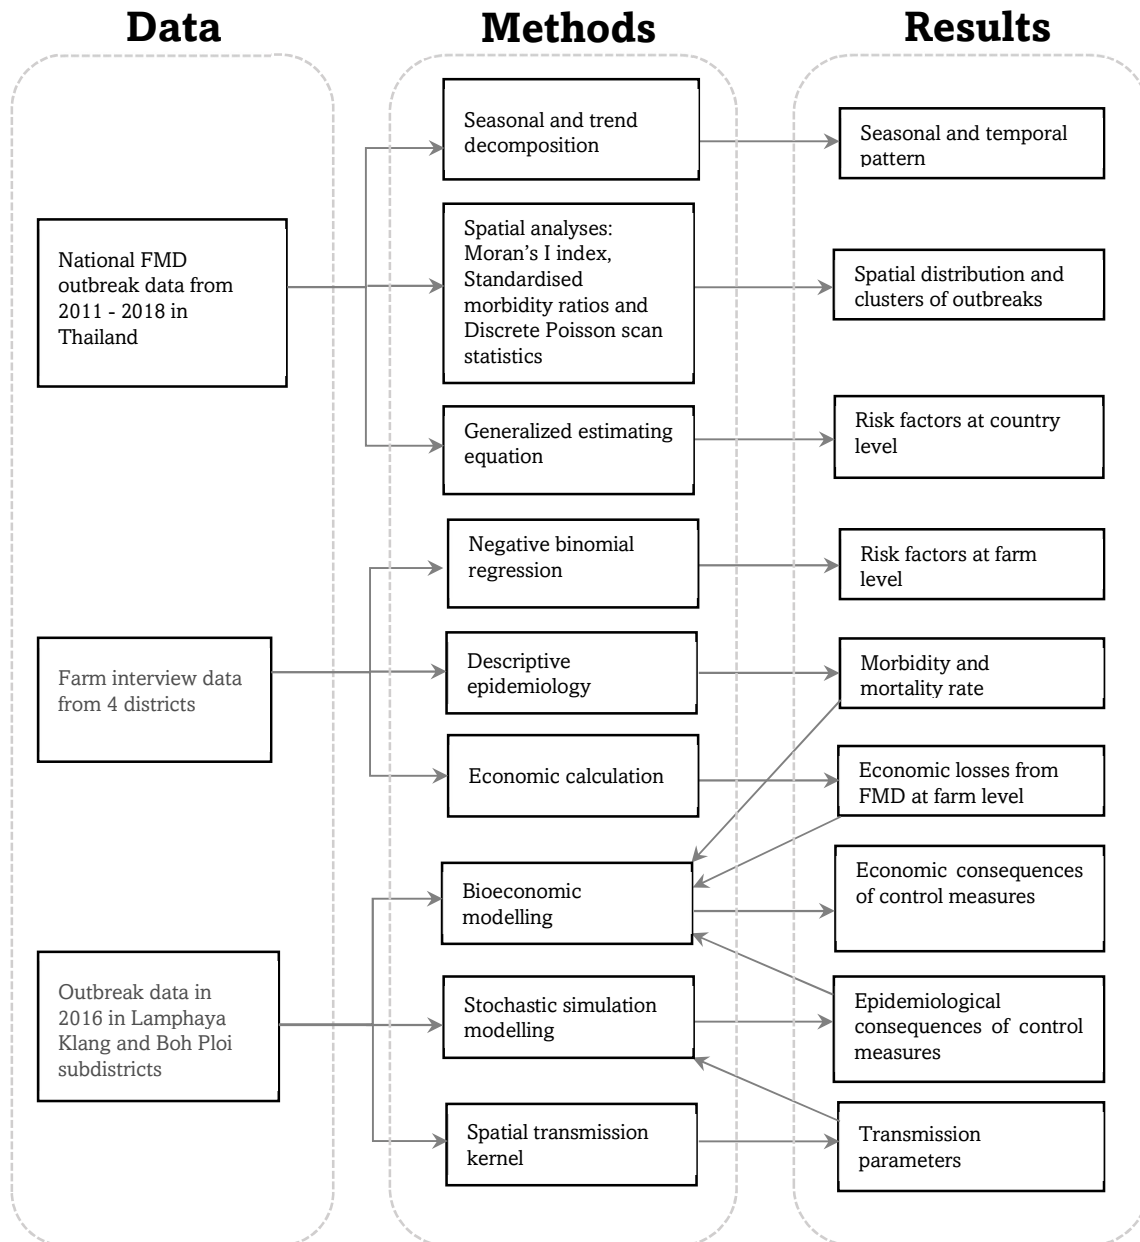 Data
Methods
Results
National FMD
outbreak data from
2011 - 2018 in
Thailand
Farm interview data
from 4 districts
Outbreak data in
2016 in Lamphaya
Klang and Boh Ploi
subdistricts
Seasonal and trend
decomposition
Spatial analyses:
Moran’s I index,
Standardised
morbidity ratios and
Discrete Poisson scan
statistics
Generalized estimating
equation
Negative binomial
regression
Descriptive
epidemiology
Economic calculation
Bioeconomic
modelling
Stochastic simulation
modelling
Spatial transmission
kernel
Seasonal and temporal
pattern
Spatial distribution and
clusters of outbreaks
Risk factors at country
level
Risk factors at farm
level
Morbidity and
mortality rate
Economic losses from
FMD at farm level
Economic consequences
of control measures
Epidemiological
consequences of control
measures
Transmission
parameters